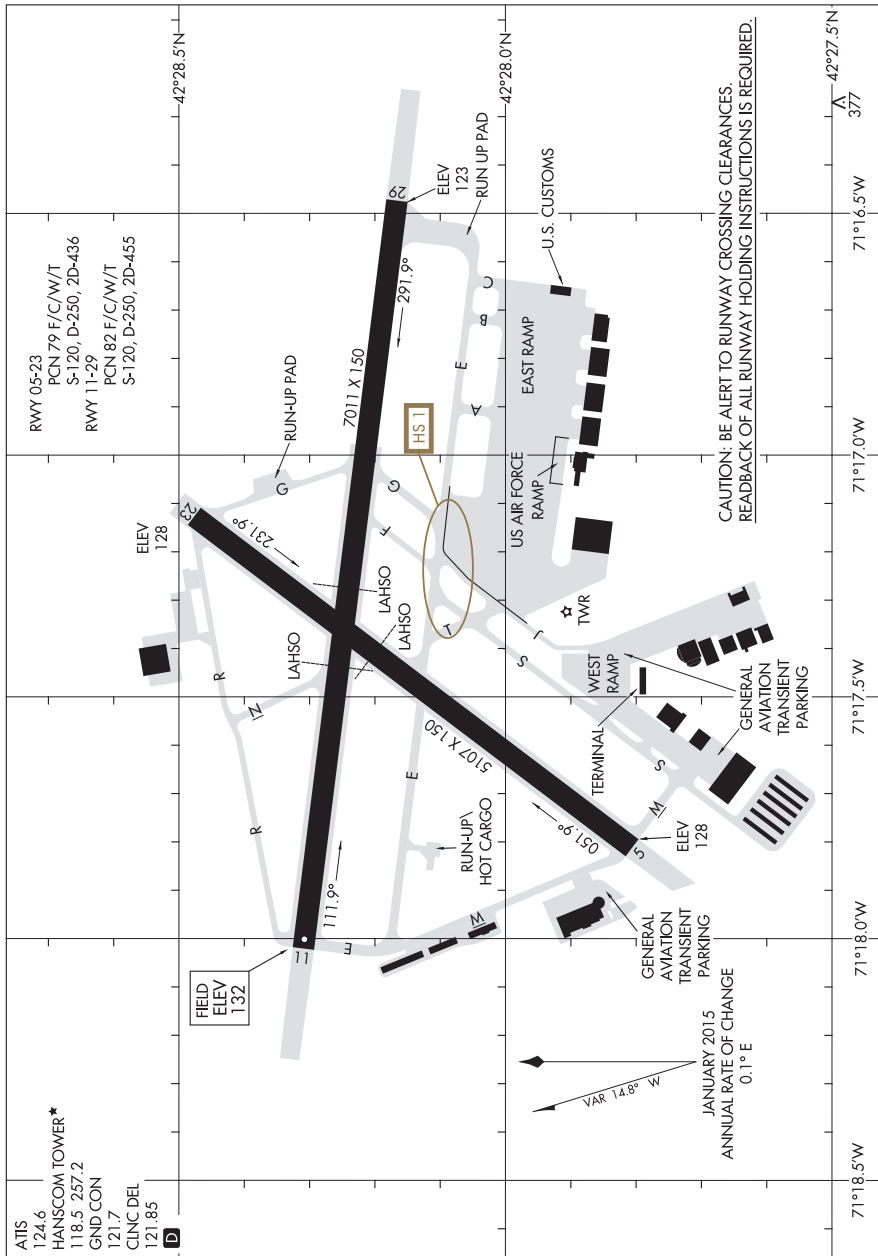 ATIS
124.6
HANSCOM TOWER★
118.5 257.2
GND CON
121.7
CLNC DEL
121.85
D
RWY 05-23
PCN 79 F/C/W/T
S-120, D-250, 2D-436
RWY 11-29
PCN 82 F/C/W/T
S-120, D-250, 2D-455
42°28.5'N
FIELD
ELEV
132
11
111.9°
E
R
R
N
ELEV
128
23
231.9°
G
RUN-UP PAD
LAHSO
LAHSO
LAHSO
7011 X 150
291.9°
29
ELEV
123
RUN UP PAD
G
F
HS 1
E
5107 X 150
RUN-UP\
HOT CARGO
T
A
E
B
C
42°28.0'N
W
051.9°
5
ELEV
128
M
S
S
J
TWR
TERMINAL
WEST
RAMP
US AIR FORCE
RAMP
EAST RAMP
U.S. CUSTOMS
GENERAL
AVIATION
TRANSIENT
PARKING
GENERAL
AVIATION
TRANSIENT
PARKING
VAR 14.8° W
JANUARY 2015
ANNUAL RATE OF CHANGE
0.1° E
CAUTION: BE ALERT TO RUNWAY CROSSING CLEARANCES.
READBACK OF ALL RUNWAY HOLDING INSTRUCTIONS IS REQUIRED.
42°27.5'N
377
71°18.5'W
71°18.0'W
71°17.5'W
71°17.0'W
71°16.5'W